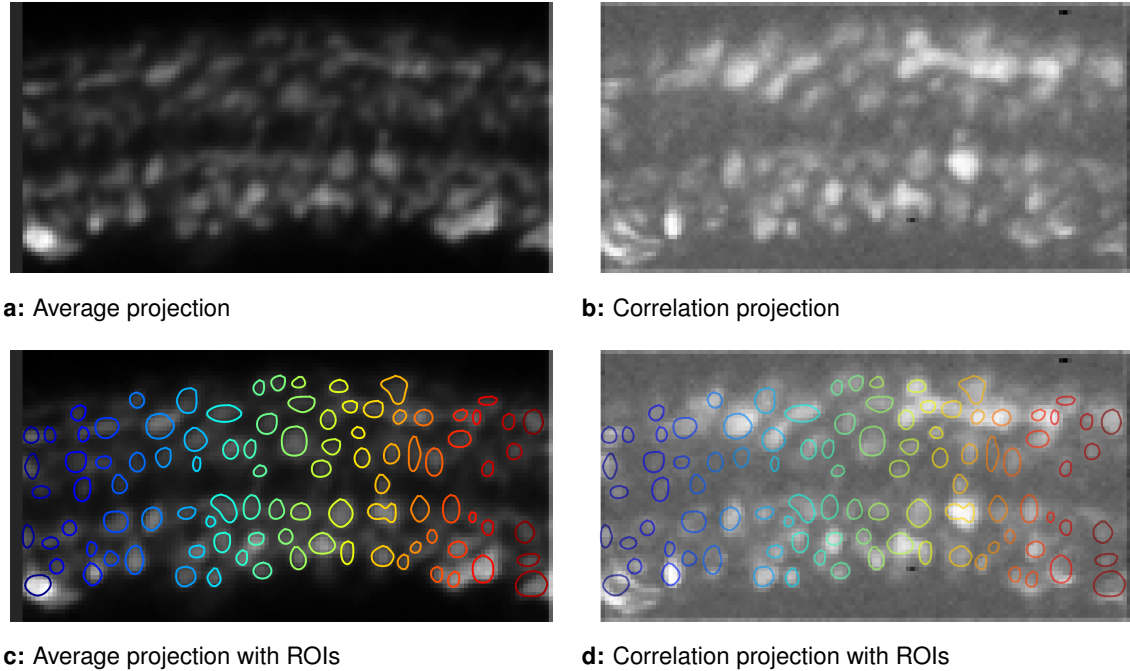 a: Average projection
b: Correlation projection
c: Average projection with ROIs
d: Correlation projection with ROIs